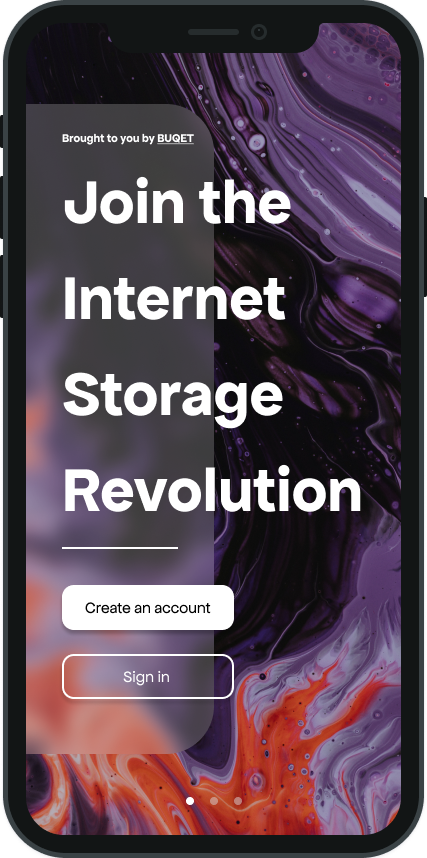 Brought to you by BUQET
Join the
Internet
Storage
Revolution
Create an account
Sign in